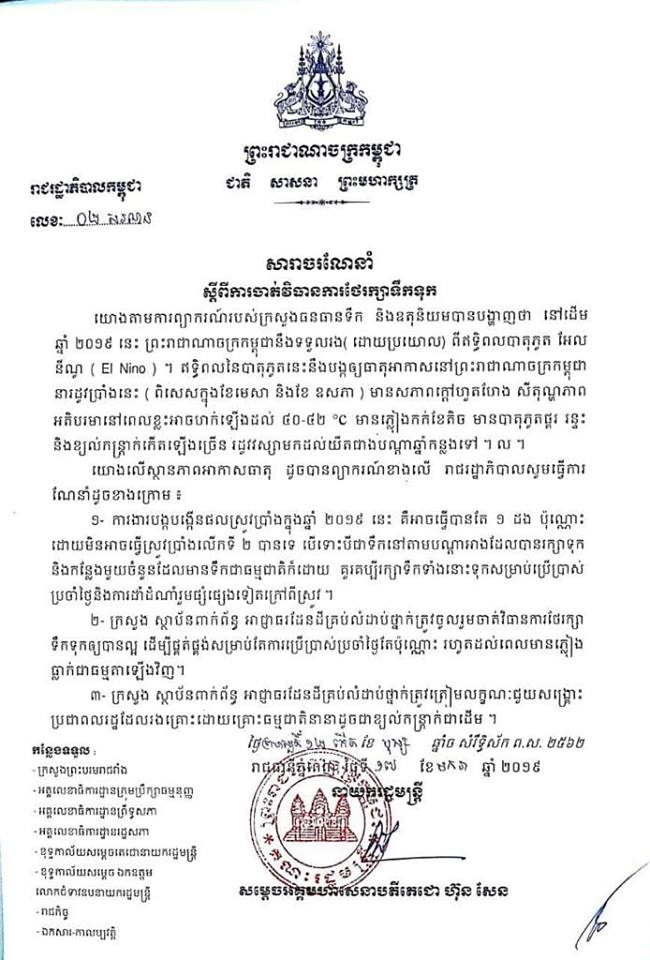 ព្រះរាជាណាចក្រកម្ពុជា
ជាតិ សាសនា ព្រះមហាក្សត្រ
រាជរដ្ឋាភិបាលកម្ពុជា
លេខៈ ០២ សរណន
សារាចរណែនាំ
ស្តីពីការចាត់វិធានការថែរក្សាទឹកទុក
យោងតាមការព្យាករណ៍របស់ក្រសួងធនធានទឹក និងឧតុនិយមបានបង្ហាញថា នៅដើម
ឆ្នាំ ២០១៩ នេះ ព្រះរាជាណាចក្រកម្ពុជានឹងទទួលរង( ដោយប្រយោល) ពីឥទ្ធិពលបាតុភូត អែល
នីណូ ( El Nino ) ។ ឥទ្ធិពលនៃបាតុភូតនេះនឹងបង្កឲ្យធាតុអាកាសនៅព្រះរាជាណាចក្រកម្ពុជា
នារដូវប្រាំងនេះ ( ពិសេសក្នុងខែមេសា និងខែ ឧសភា ) មានសភាពក្តៅហួតហែង សីតុណ្ហភាព
អតិបរមានៅពេលខ្លះអាចហក់ឡើងដល់ ៤០-៤២ °C មានភ្លៀងកក់ខែតិច មានបាតុភូតផ្គរ រន្ទះ
និងខ្យល់កន្ត្រាក់កើតឡើងច្រើន រដូវវស្សាមកដល់យឺតជាងបណ្តាឆ្នាំកន្លងទៅ ។ ល ។
យោងលើស្ថានភាពអាកាសធាតុ ដូចបានព្យាករណ៍ខាងលើ រាជរដ្ឋាភិបាលសូមធ្វើការ
ណែនាំដូចខាងក្រោម ៖
១- ការងារបង្កបង្កើនផលស្រូវប្រាំងក្នុងឆ្នាំ ២០១៩ នេះ គឺអាចធ្វើបានតែ ១ ដង ប៉ុណ្ណោះ
ដោយមិនអាចធ្វើស្រូវប្រាំងលើកទី ២ បានទេ បើទោះបីជាទឹកនៅតាមបណ្តាអាងដែលបានរក្សាទុក
និងកន្លែងមួយចំនួនដែលមានទឹកជាធម្មជាតិក៏ដោយ គួរគប្បីរក្សាទឹកទាំងនោះទុកសម្រាប់ប្រើប្រាស់
ប្រចាំថ្ងៃនិងការដាំដំណាំរួមផ្សំផ្សេងទៀតក្រៅពីស្រូវ ។
២- ក្រសួង ស្ថាប័នពាក់ព័ន្ធ អាជ្ញាធរដែនដីគ្រប់លំដាប់ថ្នាក់ត្រូវចូលរួមចាត់វិធានការថែរក្សា
ទឹកទុកឲ្យបានល្អ ដើម្បីផ្គត់ផ្គង់សម្រាប់តែការប្រើប្រាស់ប្រចាំថ្ងៃតែប៉ុណ្ណោះ រហូតដល់ពេលមានភ្លៀង
ធ្លាក់ជាធម្មតាឡើងវិញ។
៣- ក្រសួង ស្ថាប័នពាក់ព័ន្ធ អាជ្ញាធរដែនដីគ្រប់លំដាប់ថ្នាក់ត្រូវត្រៀមលក្ខណៈជួយសង្គ្រោះ
ប្រជាពលរដ្ឋដែលរងគ្រោះដោយគ្រោះធម្មជាតិនានាដូចជាខ្យល់កន្ត្រាក់ជាដើម ។
ថ្ងៃព្រហស្បតិ៍ ១២ កើត ខែ បុស្ស ឆ្នាំច សំរឹទ្ធិស័ក ព.ស. ២៥៦២
រាជធានីភ្នំពេញ ថ្ងៃទី ១៧ ខែ មករា ឆ្នាំ ២០១៩
នាយករដ្ឋមន្ត្រី
សម្តេចអគ្គមហាសេនាបតីតេជោ ហ៊ុន សែន
កន្លែងទទួល :
- ក្រសួងព្រះបរមរាជវាំង
- អគ្គលេខាធិការដ្ឋានក្រុមប្រឹក្សាធម្មនុញ្ញ
- អគ្គលេខាធិការដ្ឋានព្រឹទ្ធសភា
- អគ្គលេខាធិការដ្ឋានរដ្ឋសភា
- ខុទ្ទកាល័យសម្តេចតេជោនាយករដ្ឋមន្ត្រី
- ខុទ្ទកាល័យសម្តេច ឯកឧត្តម
លោកជំទាវឧបនាយករដ្ឋមន្ត្រី
- រាជកិច្ច
- ឯកសារ-កាលប្បវត្តិ